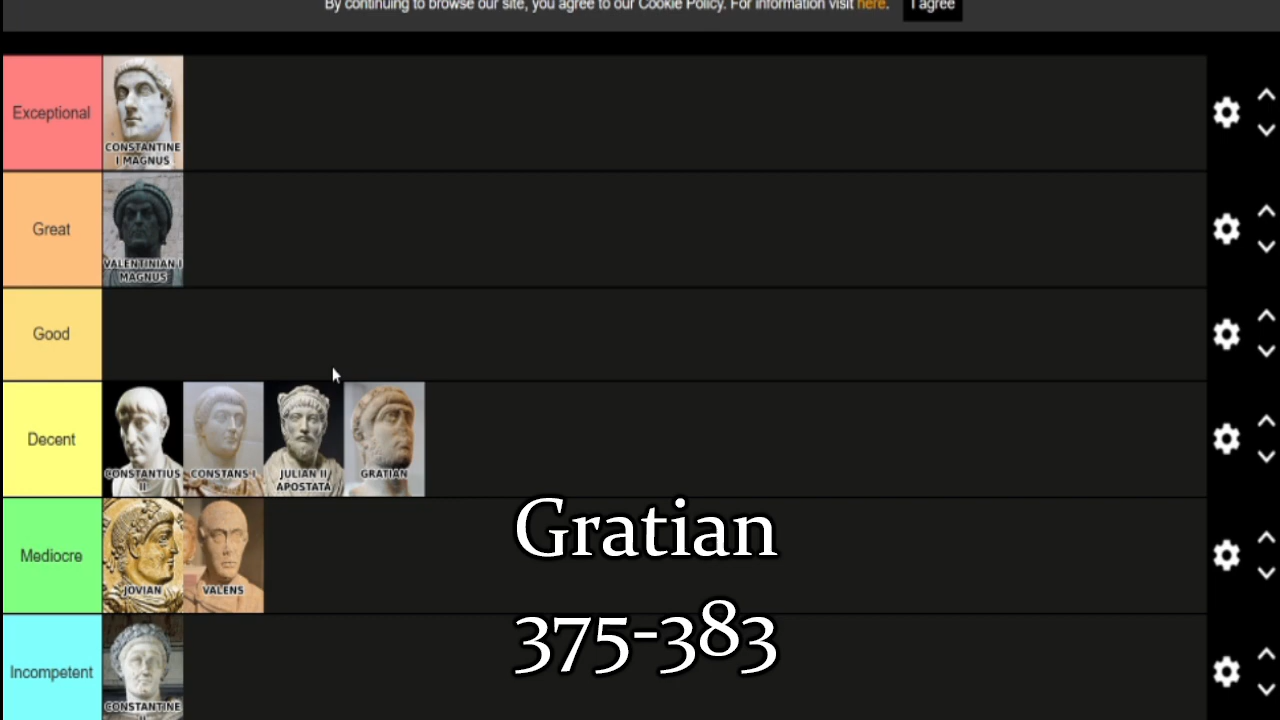 By continuing to browse our site, you agree to our Cookie Policy. For information visit here. I agree
Exceptional
CONSTANTINE
I MAGNUS
Great
VALENTINIAN I
MAGNUS
Good
Decent
CONSTANTIUS
II
CONSTANS I
JULIAN II
APOSTATA
GRATIAN
Mediocre
JOVIAN
VALENS
Gratian
375-383
Incompetent
CONSTANTINE
II